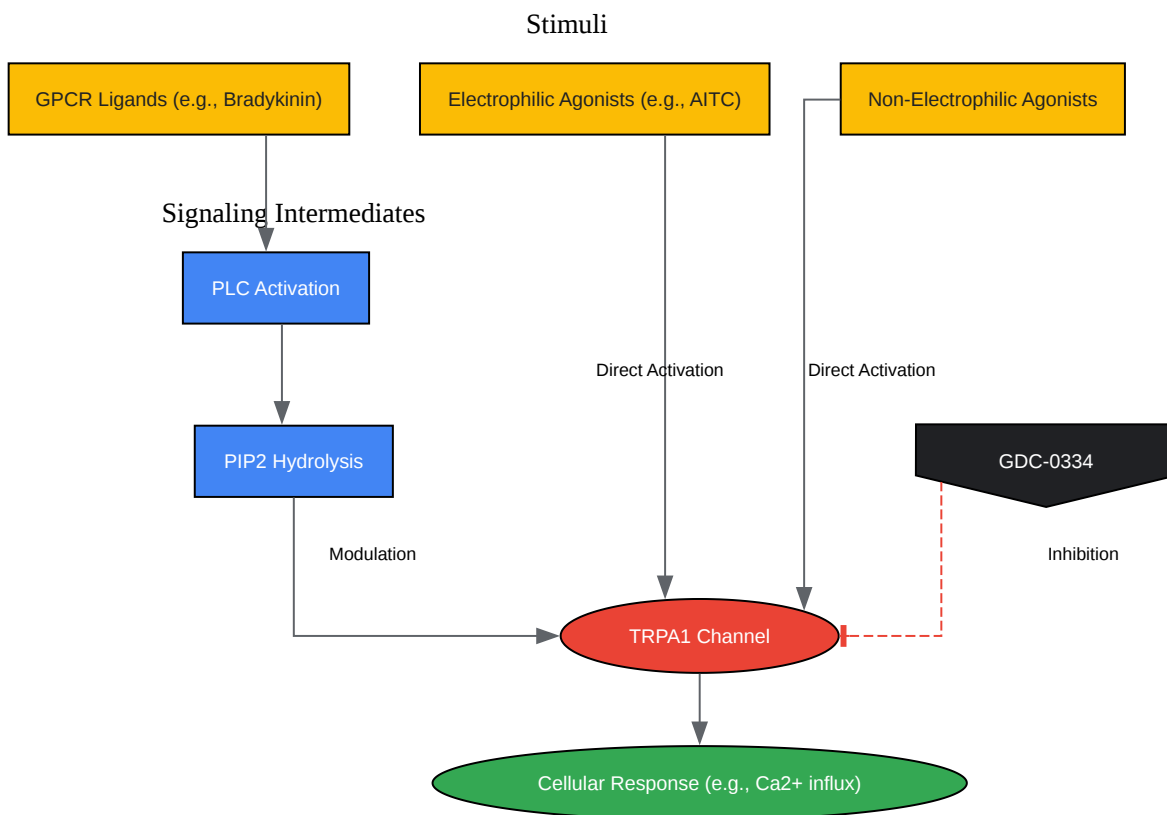 Stimuli
GPCR Ligands (e.g., Bradykinin)
Electrophilic Agonists (e.g., AITC)
Non-Electrophilic Agonists
Signaling Intermediates
PLC Activation
Direct Activation
Direct Activation
PIP2 Hydrolysis
GDC-0334
Modulation
Inhibition
TRPA1 Channel
Cellular Response (e.g., Ca2+ influx)